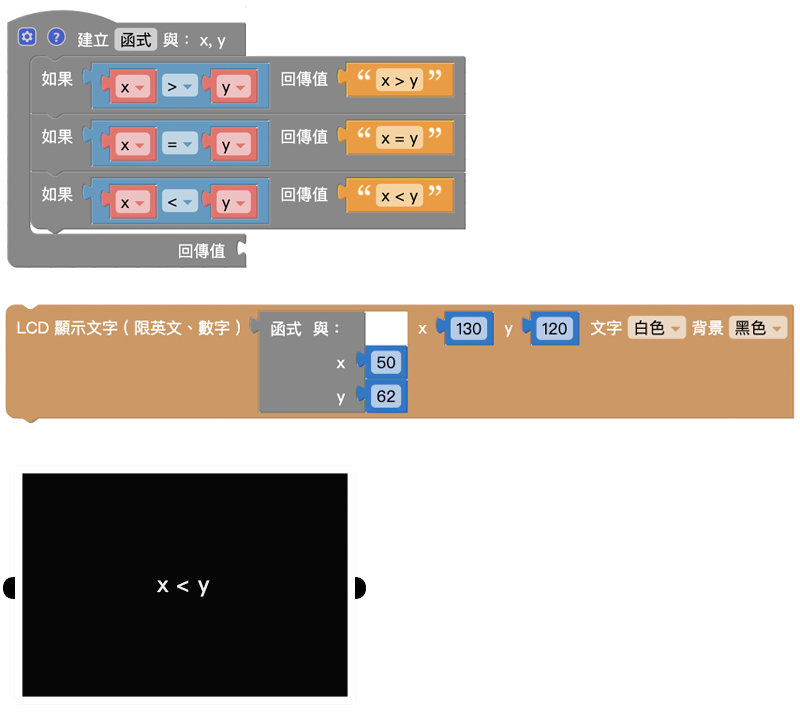 ? 建立 函式 與： x, y
如果 x > y 回傳值 “ x > y ”
如果 x = y 回傳值 “ x = y ”
如果 x < y 回傳值 “ x < y ”
回傳值
LCD 顯示文字（限英文、數字） 函式 與： x 130 y 120 文字 白色 背景 黑色
x 50
y 62
x < y